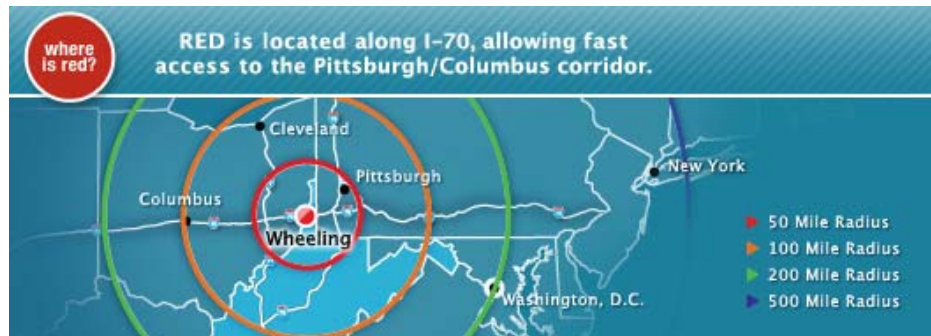 where
is red?
RED is located along I-70, allowing fast
access to the Pittsburgh/Columbus corridor.
Cleveland
Pittsburgh
New York
Columbus
Wheeling
Washington, D.C.
50 Mile Radius
100 Mile Radius
200 Mile Radius
500 Mile Radius